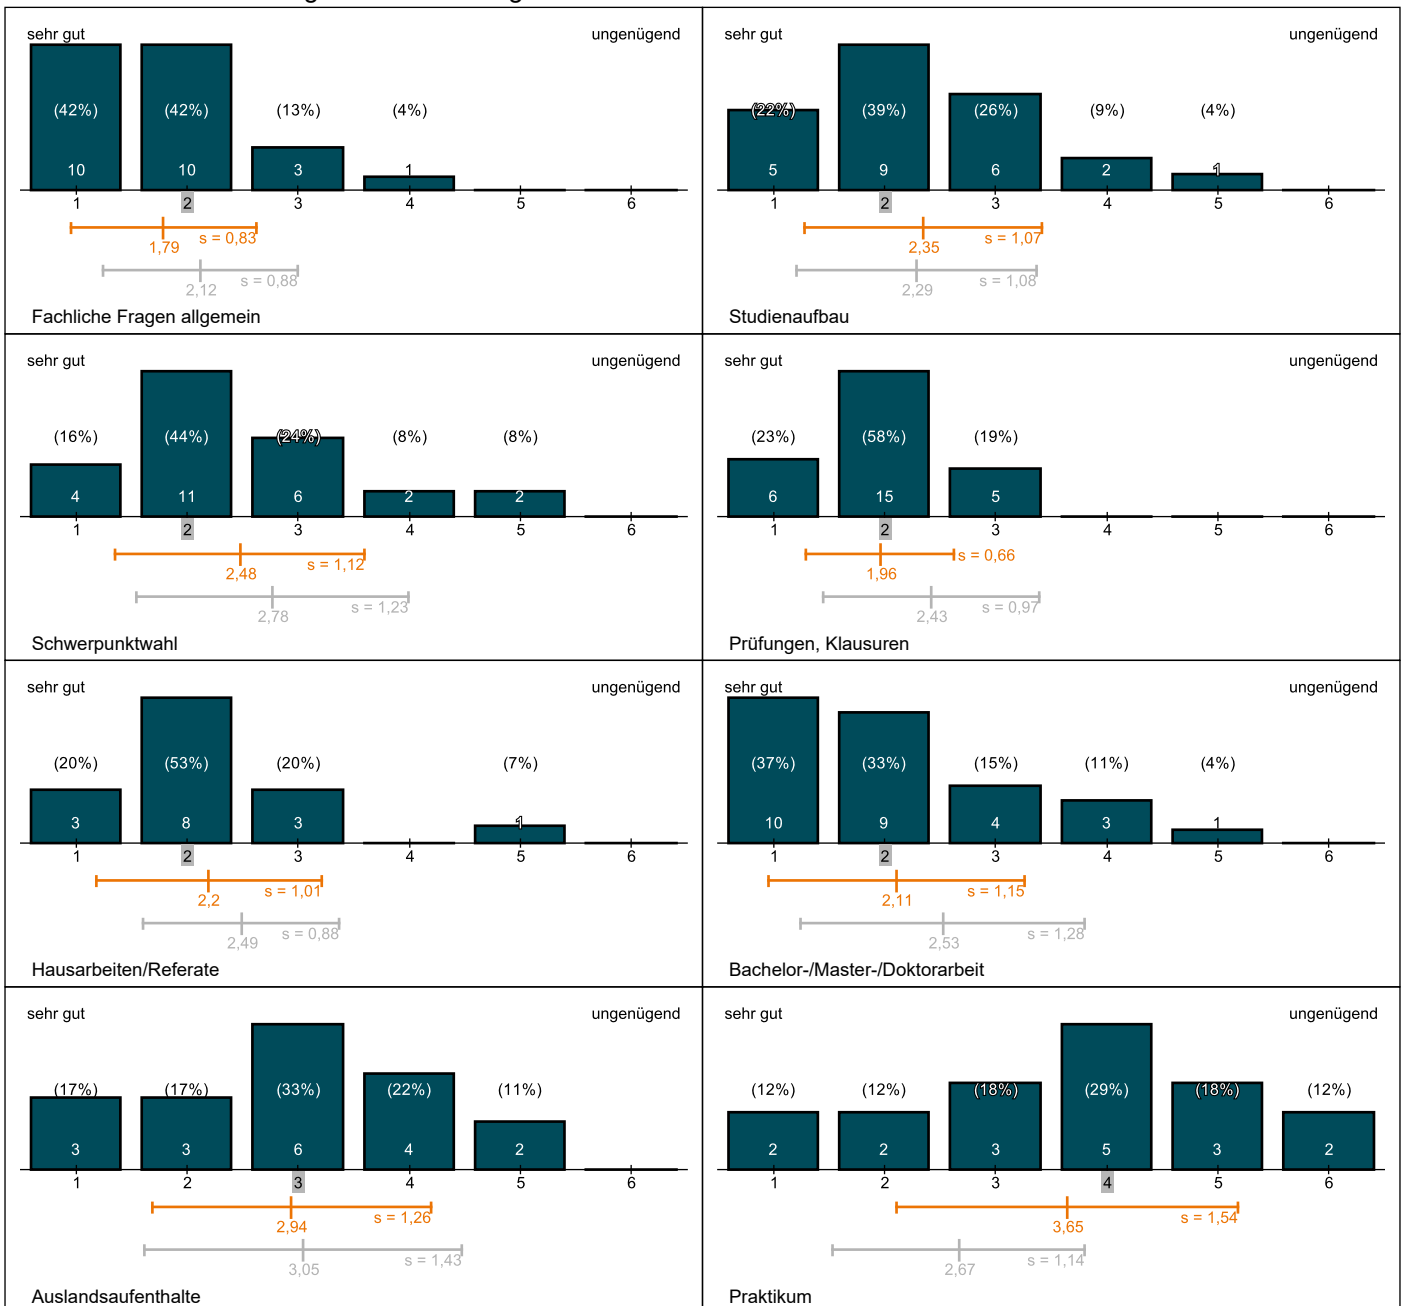 sehr gut ungenügend
(42%) (42%) (13%) (4%)
10 10 3 1
1 2 3 4 5 6
1,79 s = 0,83
2,12 s = 0,88
Fachliche Fragen allgemein
sehr gut ungenügend
(22%) (39%) (26%) (9%) (4%)
5 9 6 2 1
1 2 3 4 5 6
2,35 s = 1,07
2,29 s = 1,08
Studienaufbau
sehr gut ungenügend
(16%) (44%) (24%) (8%) (8%)
4 11 6 2 2
1 2 3 4 5 6
2,48 s = 1,12
2,78 s = 1,23
Schwerpunktwahl
sehr gut ungenügend
(23%) (58%) (19%)
6 15 5
1 2 3 4 5 6
1,96 s = 0,66
2,43 s = 0,97
Prüfungen, Klausuren
sehr gut ungenügend
(20%) (53%) (20%) (7%)
3 8 3 1
1 2 3 4 5 6
2,2 s = 1,01
2,49 s = 0,88
Hausarbeiten/Referate
sehr gut ungenügend
(37%) (33%) (15%) (11%) (4%)
10 9 4 3 1
1 2 3 4 5 6
2,11 s = 1,15
2,53 s = 1,28
Bachelor-/Master-/Doktorarbeit
sehr gut ungenügend
(17%) (17%) (33%) (22%) (11%)
3 3 6 4 2
1 2 3 4 5 6
2,94 s = 1,26
3,05 s = 1,43
Auslandsaufenthalte
sehr gut ungenügend
(12%) (12%) (18%) (29%) (18%) (12%)
2 2 3 5 3 2
1 2 3 4 5 6
3,65 s = 1,54
2,67 s = 1,14
Praktikum